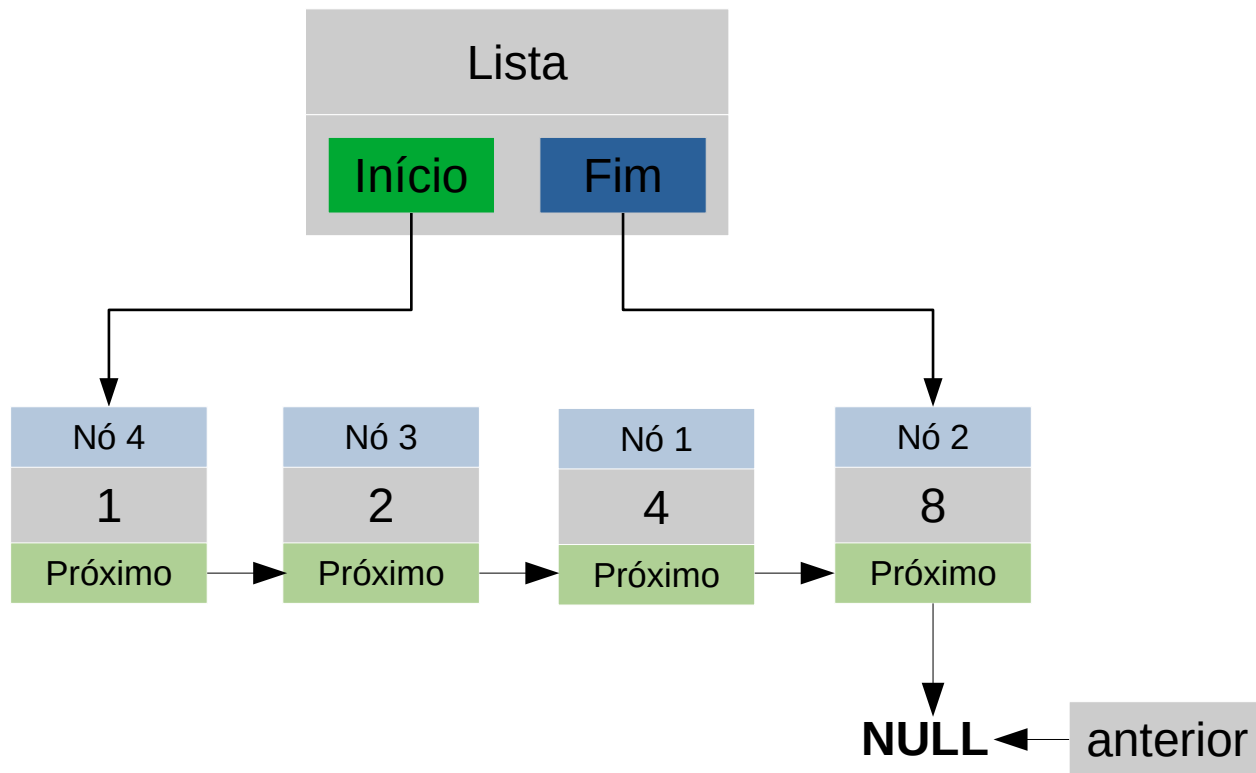 Lista
Início Fim
Nó 4 Nó 3 Nó 1 Nó 2
1 2 4 8
Próximo Próximo Próximo Próximo
NULL anterior